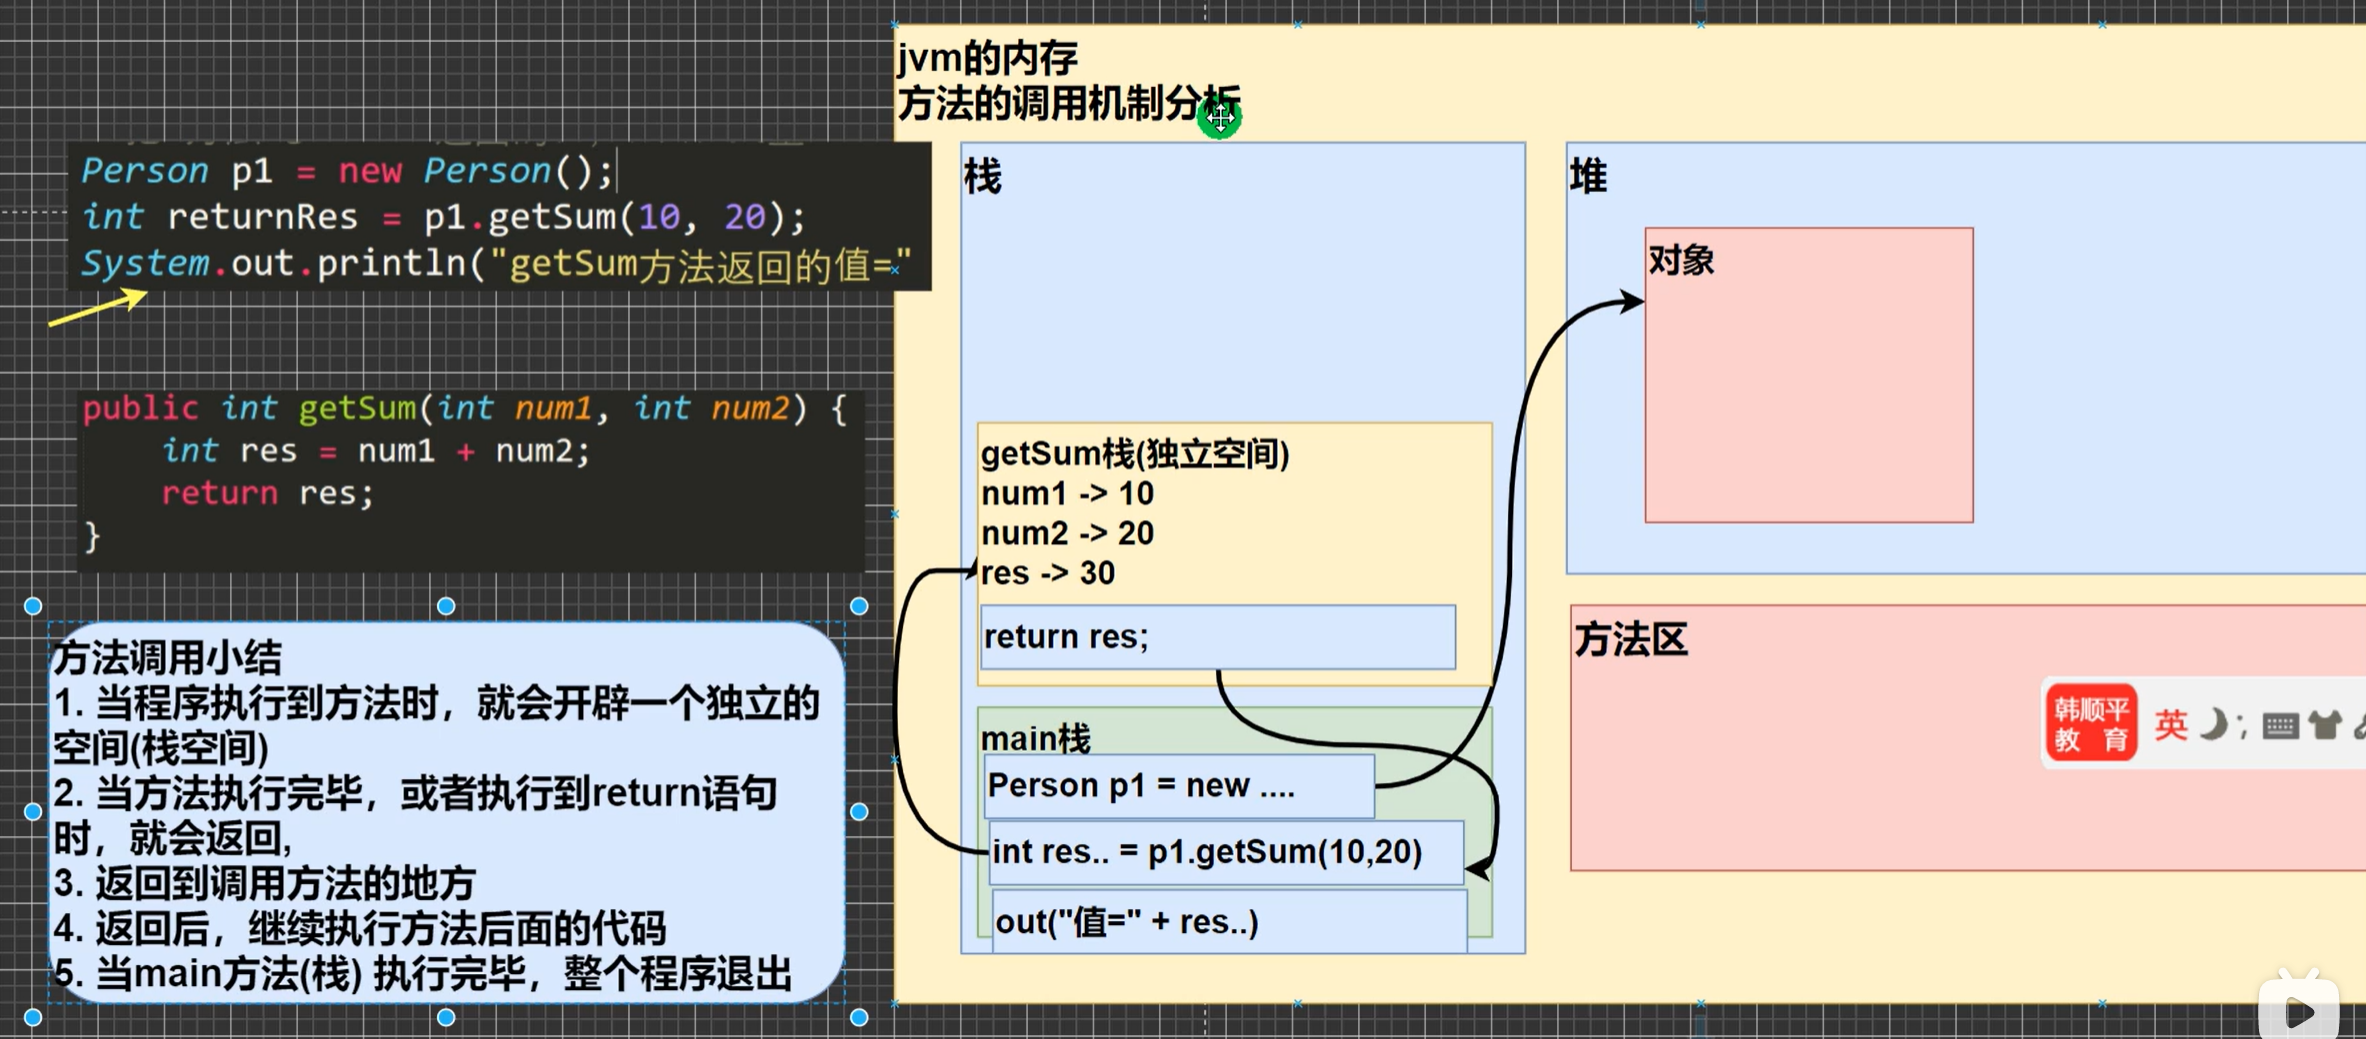 Person p1 = new Person();
int returnRes = p1.getSum(10, 20);
System.out.println("getSum方法返回的值="
public int getSum(int num1, int num2) {
int res = num1 + num2;
return res;
}
方法调用小结
1. 当程序执行到方法时，就会开辟一个独立的
空间(栈空间)
2. 当方法执行完毕，或者执行到return语句
时，就会返回,
3. 返回到调用方法的地方
4. 返回后，继续执行方法后面的代码
5. 当main方法(栈) 执行完毕，整个程序退出
jvm的内存
方法的调用机制分析
栈
getSum栈(独立空间)
num1 -> 10
num2 -> 20
res -> 30
return res;
main栈
Person p1 = new ....
int res.. = p1.getSum(10,20)
out("值=" + res..)
堆
对象
方法区
韩顺平
教 育
英